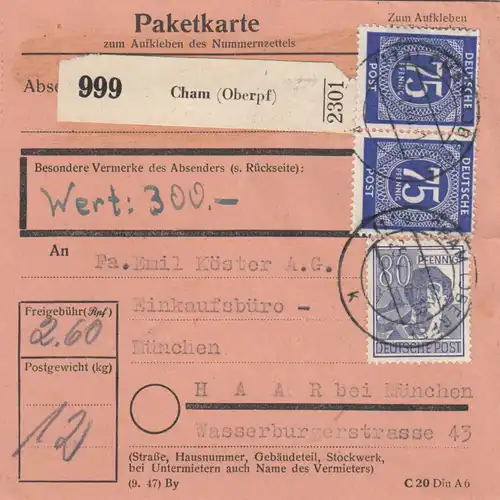 Paketkarte
zum Aufkleben des Nummernzettels
Zum Aufkleben
Abse
999 Cham (Oberpf) 2301
DEUTSCHE POST 75 PFENNIG
DEUTSCHE POST 75 PFENNIG
80 PFENNIG
DEUTSCHE POST
Besondere Vermerke des Absenders (s. Rückseite):
Wert: 300.-
An
Fa. Emil Köster A.G.
Einkaufsbüro -
München
H A A R bei München
Wasserburgerstrasse 43
Freigebühr (Rpf)
2.60
Postgewicht (kg)
12
(Straße, Hausnummer, Gebäudeteil, Stockwerk,
bei Untermietern auch Name des Vermieters)
(9. 47) By
C 20 Din A 6